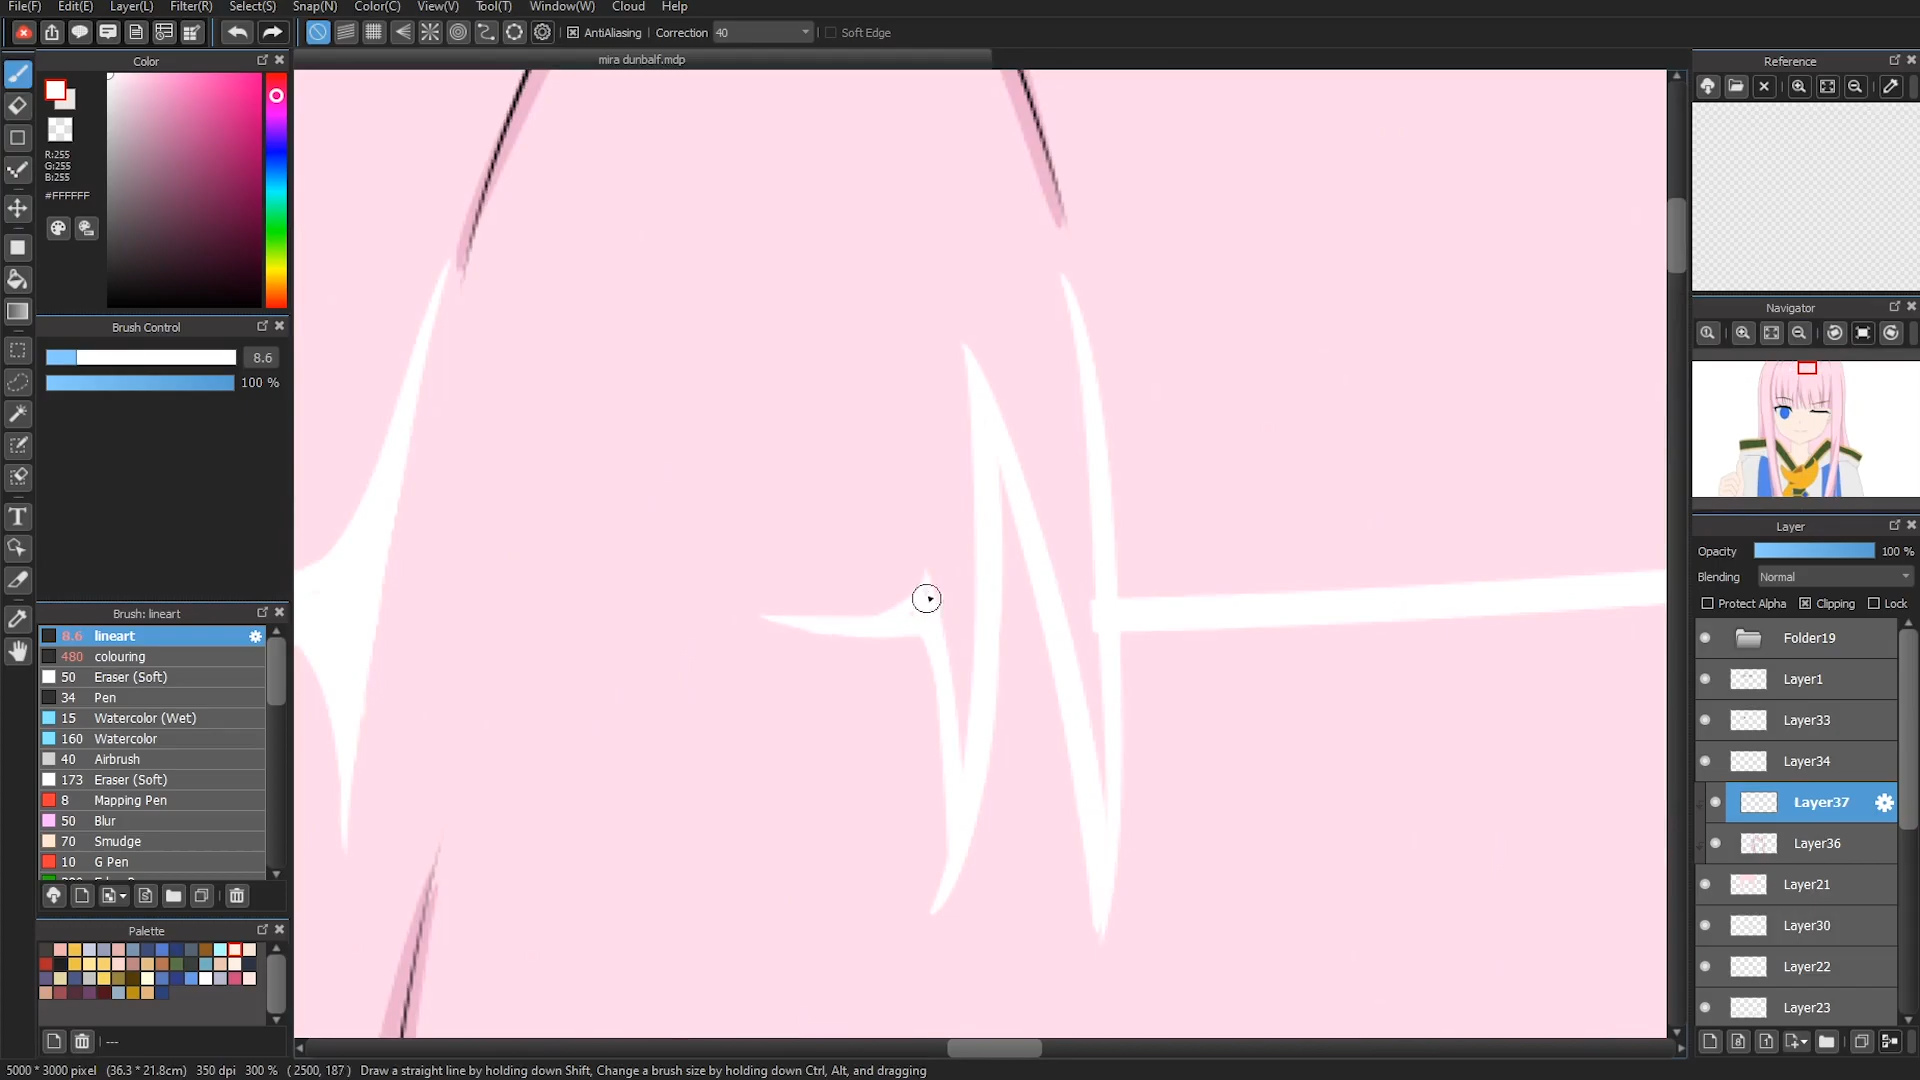 File(F) Edit(E) Layer(L) Filter(R) Select(S) Snap(N) Color(C) View(V) Tool(T) Window(W) Cloud Help
AntiAliasing Correction 40 Soft Edge
Color
mira dunbalf.mdp
Reference
R:255
G:255
B:255
#FFFFFF
Brush Control
8.6
100 %
Navigator
Layer
Opacity 100 %
Blending Normal
Protect Alpha Clipping Lock
Brush: lineart
8.6 lineart
480 colouring
50 Eraser (Soft)
34 Pen
15 Watercolor (Wet)
160 Watercolor
40 Airbrush
173 Eraser (Soft)
8 Mapping Pen
50 Blur
70 Smudge
10 G Pen
Folder19
Layer1
Layer33
Layer34
Layer37
Layer36
Layer21
Layer30
Layer22
Layer23
Palette
---
5000 * 3000 pixel (36.3 * 21.8cm) 350 dpi 300 % ( 2500, 187 ) Draw a straight line by holding down Shift, Change a brush size by holding down Ctrl, Alt, and dragging